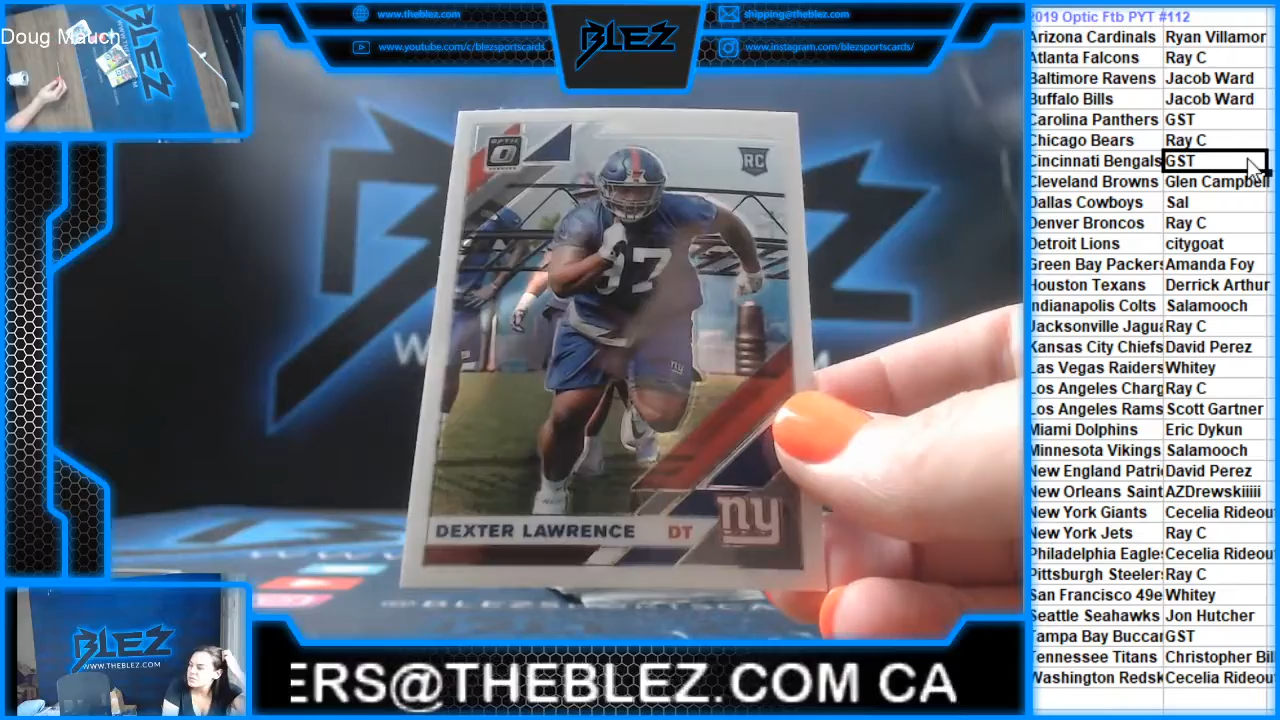 Doug Mauch
BLEZ
www.theblez.com
www.youtube.com/c/blezsportscards
BLEZ
shipping@theblez.com
www.instagram.com/blezsportscards/
OPTIC
RC
97
ny
DEXTER LAWRENCE DT
ny
BLEZ
WWW.THEBLEZ.COM
ERS@THEBLEZ.COM CA
2019 Optic Ftb PYT #112
Arizona Cardinals Ryan Villamor
Atlanta Falcons Ray C
Baltimore Ravens Jacob Ward
Buffalo Bills Jacob Ward
Carolina Panthers GST
Chicago Bears Ray C
Cincinnati Bengals GST
Cleveland Browns Glen Campbell
Dallas Cowboys Sal
Denver Broncos Ray C
Detroit Lions citygoat
Green Bay Packers Amanda Foy
Houston Texans Derrick Arthur
Indianapolis Colts Salamooch
Jacksonville Jagua Ray C
Kansas City Chiefs David Perez
Las Vegas Raiders Whitey
Los Angeles Charg Ray C
Los Angeles Rams Scott Gartner
Miami Dolphins Eric Dykun
Minnesota Vikings Salamooch
New England Patri David Perez
New Orleans Saint AZDrewskiiiii
New York Giants Cecelia Rideou
New York Jets Ray C
Philadelphia Eagle Cecelia Rideou
Pittsburgh Steelers Ray C
San Francisco 49e Whitey
Seattle Seahawks Jon Hutcher
Tampa Bay Buccar GST
Tennessee Titans Christopher Bill
Washington Redsk Cecelia Rideou